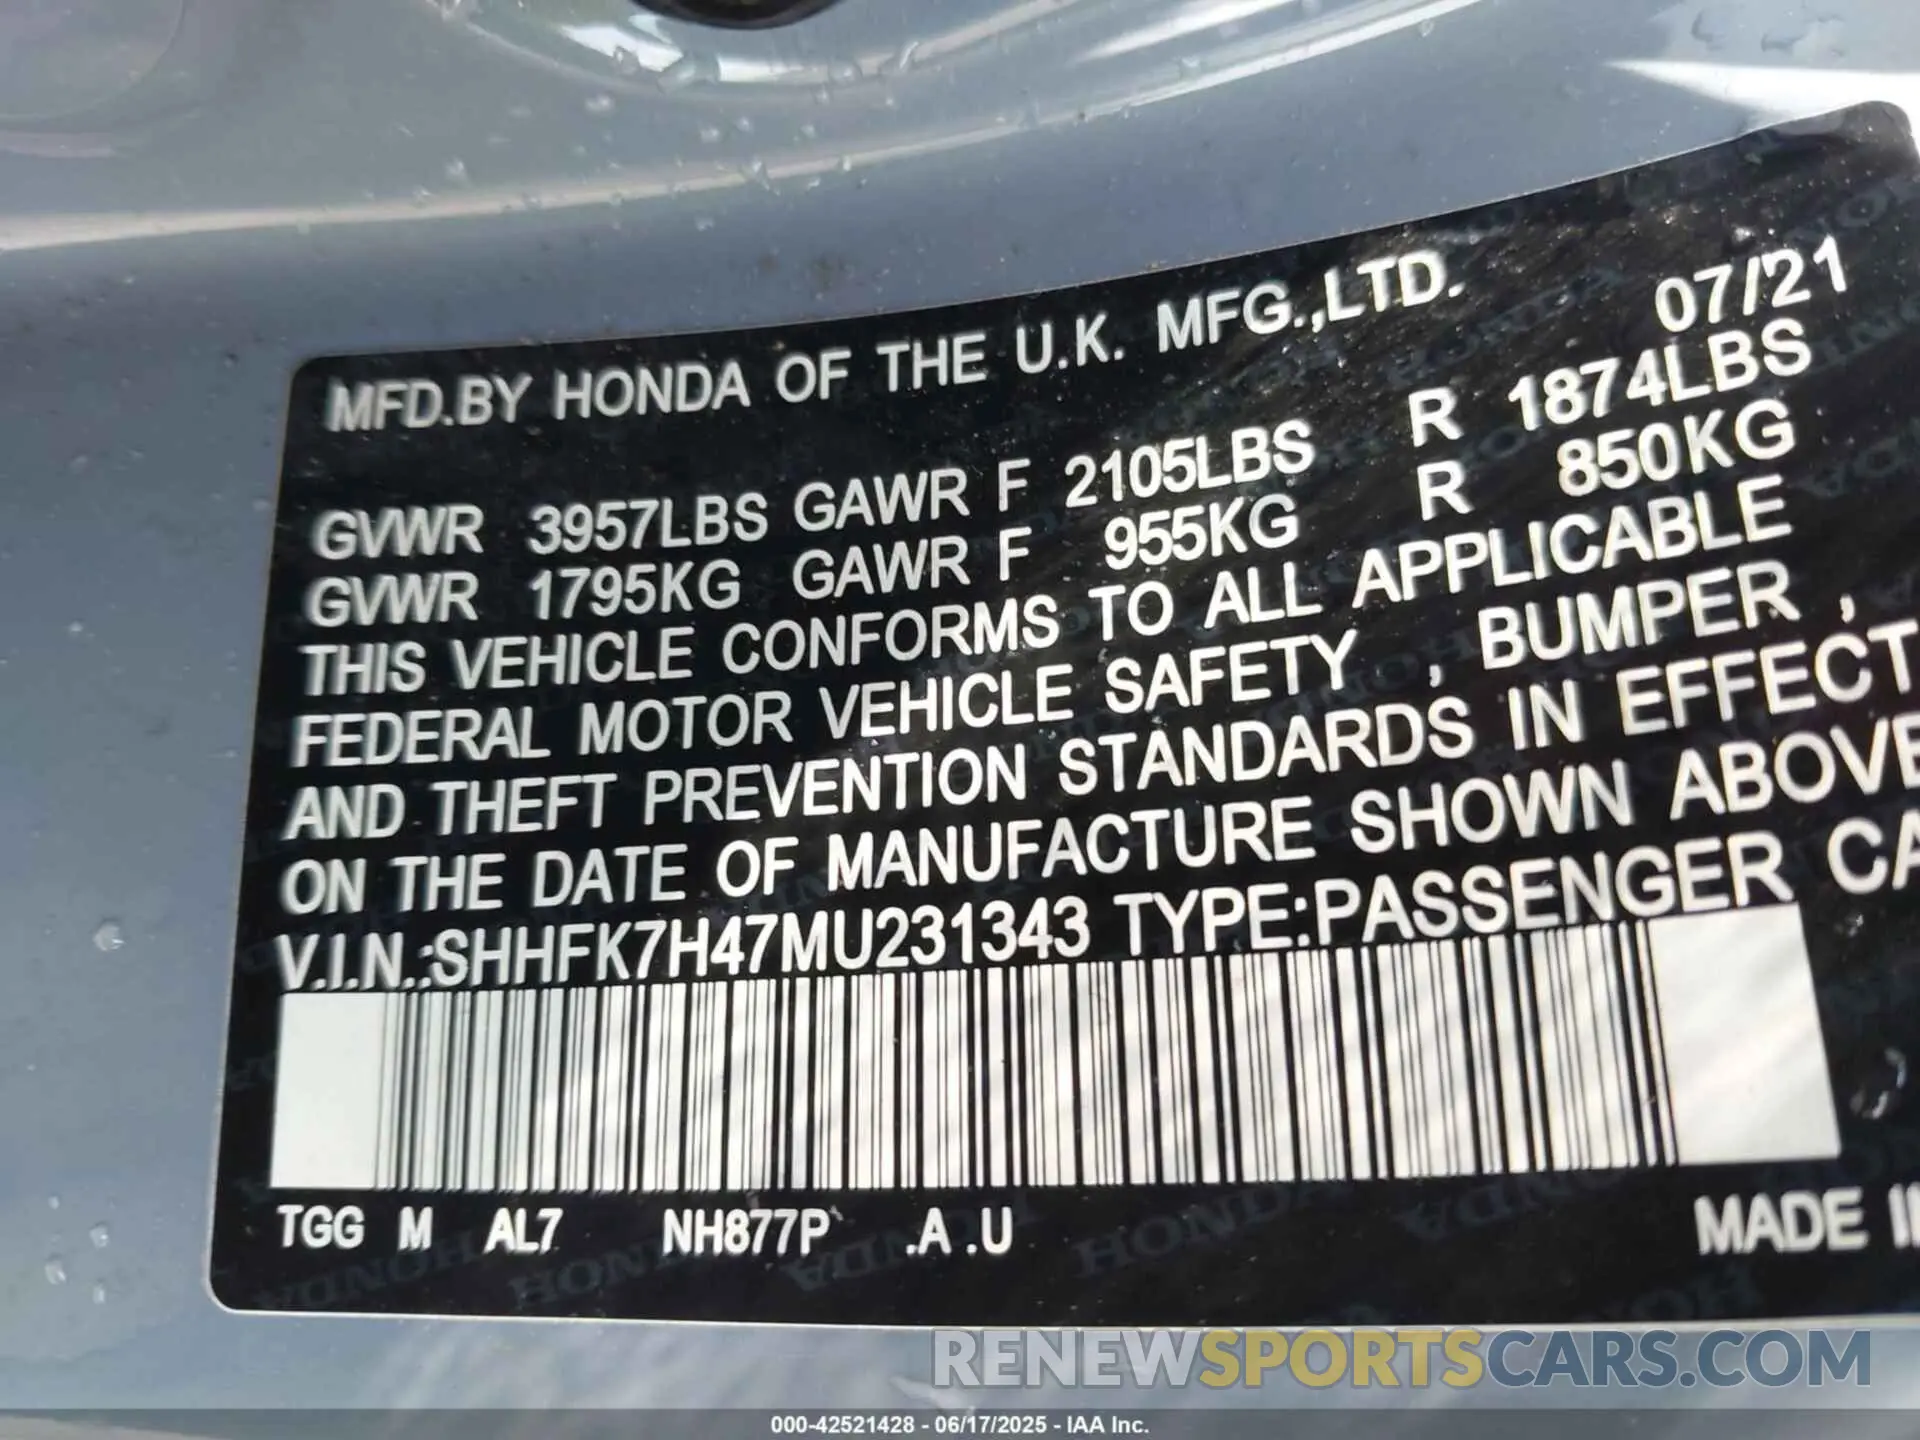 MFD.BY HONDA OF THE U.K. MFG.,LTD. 07/21
GVWR 3957LBS GAWR F 2105LBS R 1874LBS
GVWR 1795KG GAWR F 955KG R 850KG
THIS VEHICLE CONFORMS TO ALL APPLICABLE
FEDERAL MOTOR VEHICLE SAFETY , BUMPER ,
AND THEFT PREVENTION STANDARDS IN EFFECT
ON THE DATE OF MANUFACTURE SHOWN ABOVE
V.I.N.:SHHFK7H47MU231343 TYPE:PASSENGER CA
TGG M AL7 NH877P .A .U MADE I
RENEWSPORTSCARS.COM
000-42521428 - 06/17/2025 - IAA Inc.